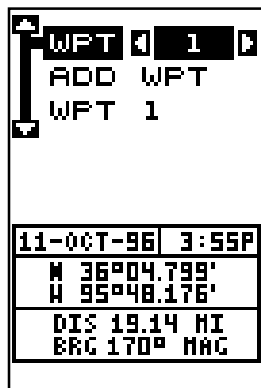 WPT 1
ADD WPT
WPT 1
11-OCT-96 3:55P
N 36°04.799'
W 95°48.176'
DIS 19.14 MI
BRG 170° MAG